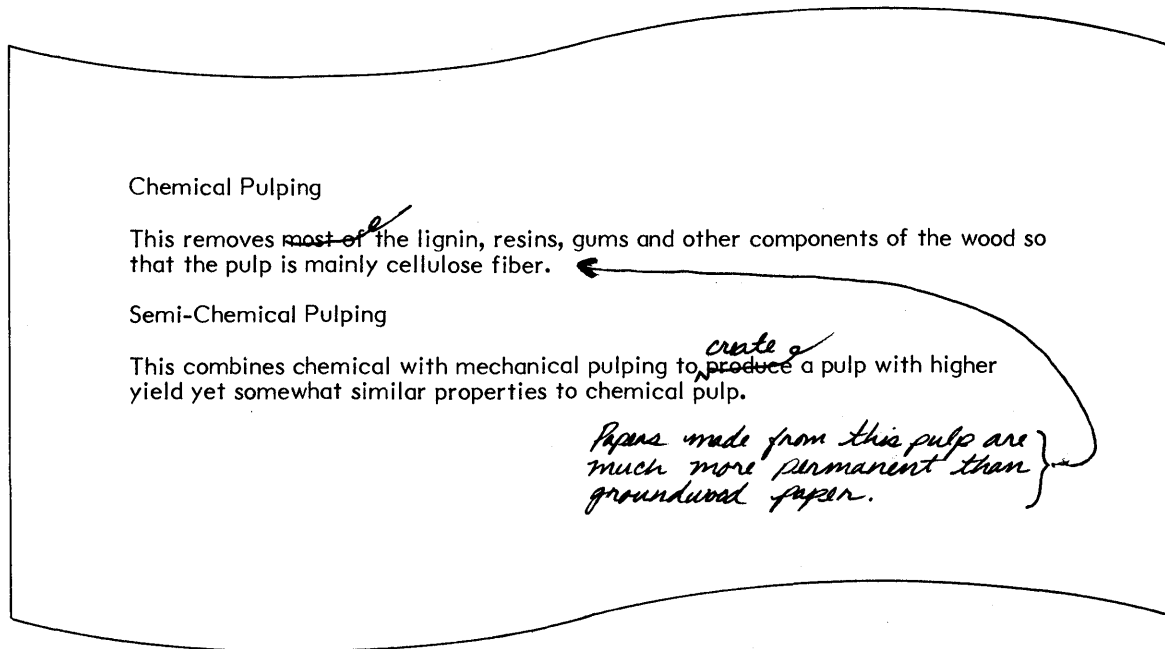 Chemical Pulping
This removes most of the lignin, resins, gums and other components of the wood so
that the pulp is mainly cellulose fiber.
Semi-Chemical Pulping
create
This combines chemical with mechanical pulping to produce a pulp with higher
yield yet somewhat similar properties to chemical pulp.
Papers made from this pulp are
much more permanent than
groundwood paper.